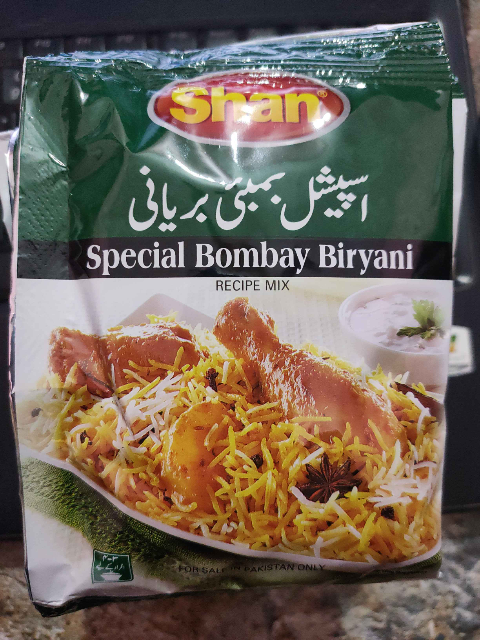 Shan
اسپیشل بمبئی بریانی
Special Bombay Biryani
RECIPE MIX
FOR SALE IN PAKISTAN ONLY